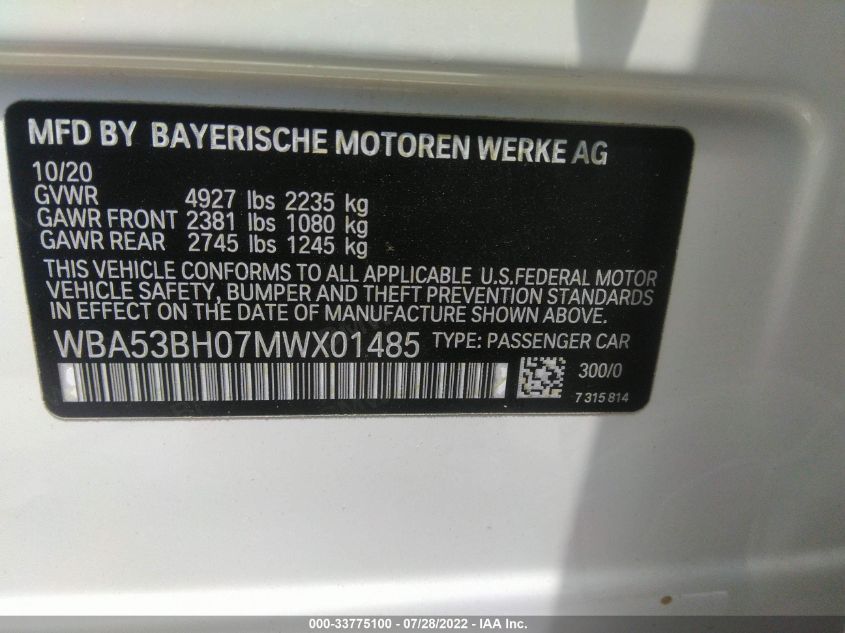 MFD BY BAYERISCHE MOTOREN WERKE AG
10/20
GVWR 4927 lbs 2235 kg
GAWR FRONT 2381 lbs 1080 kg
GAWR REAR 2745 lbs 1245 kg
THIS VEHICLE CONFORMS TO ALL APPLICABLE U.S.FEDERAL MOTOR
VEHICLE SAFETY, BUMPER AND THEFT PREVENTION STANDARDS
IN EFFECT ON THE DATE OF MANUFACTURE SHOWN ABOVE.
WBA53BH07MWX01485 TYPE: PASSENGER CAR
300/0
7 315 814
000-33775100 - 07/28/2022 - IAA Inc.